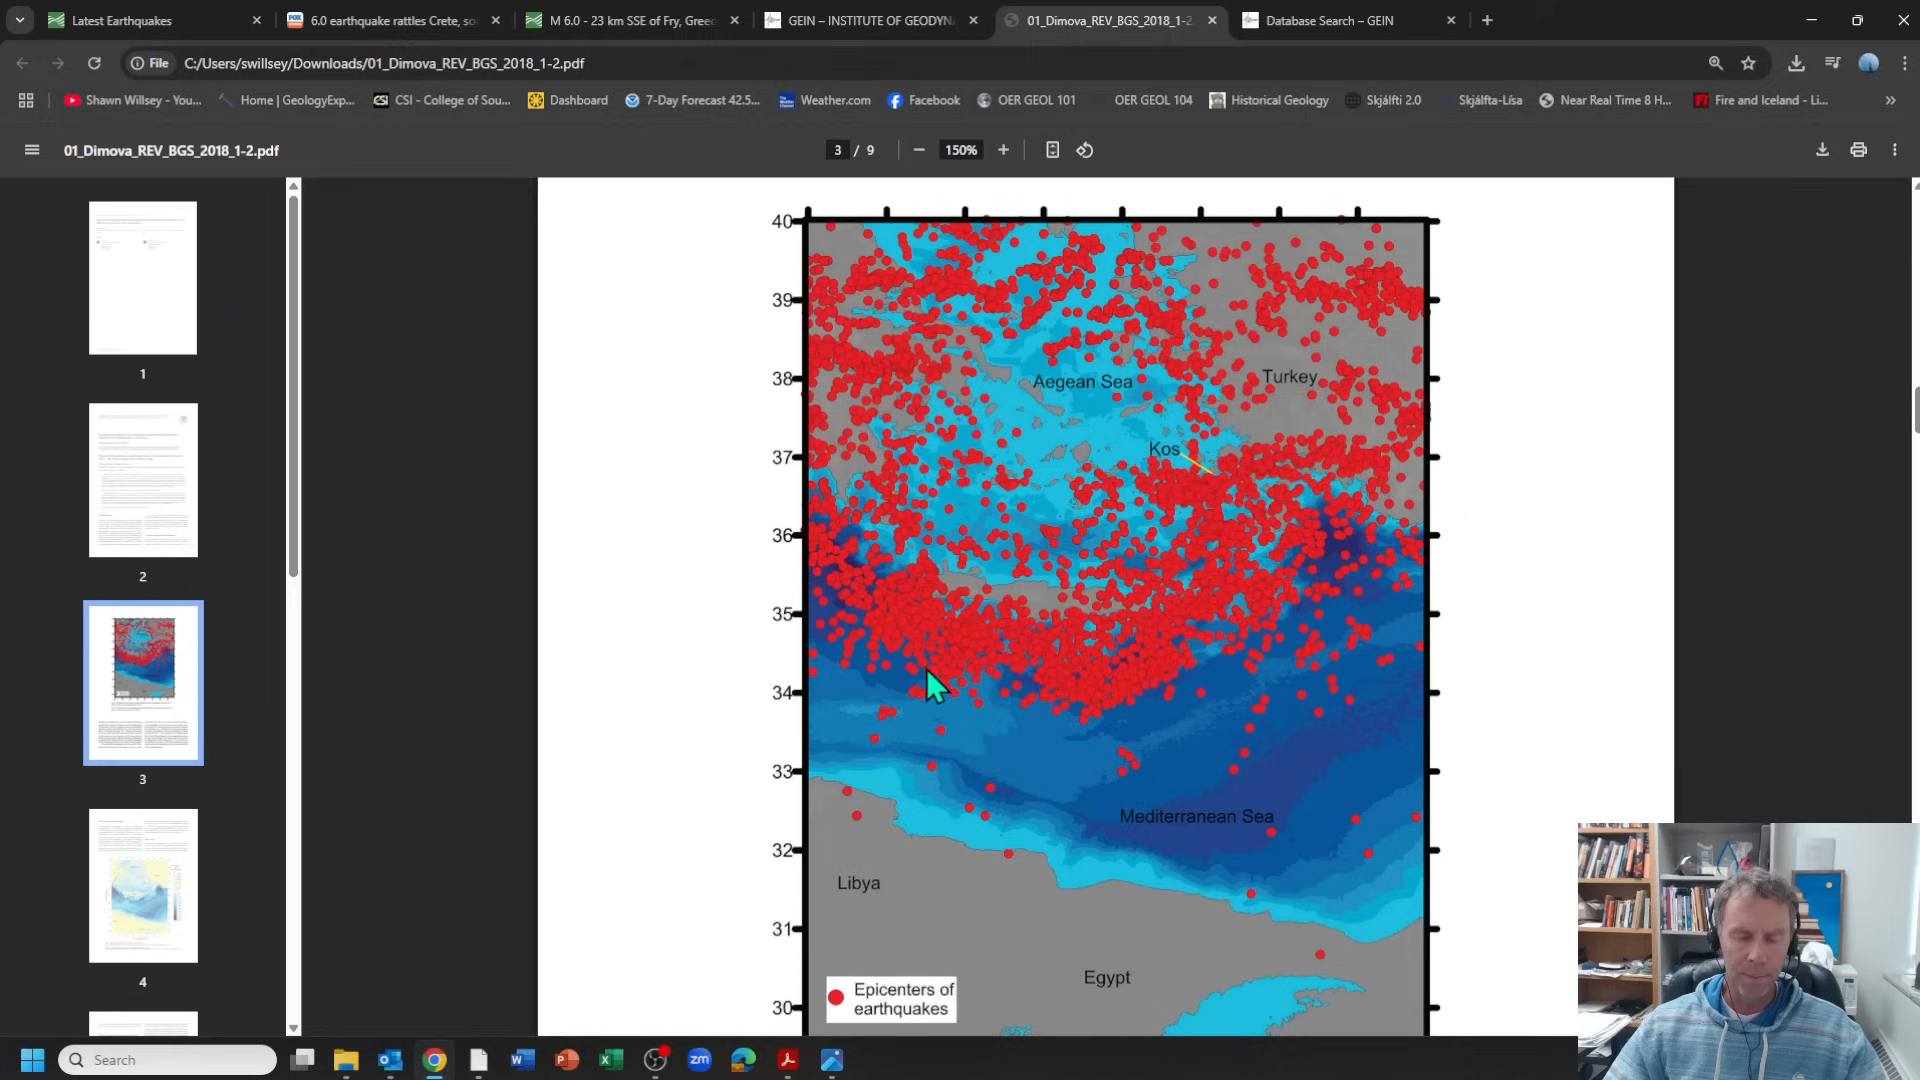 Latest Earthquakes
6.0 earthquake rattles Crete, so
M 6.0 - 23 km SSE of Fry, Greec
GEIN – INSTITUTE OF GEODYNA
01_Dimova_REV_BGS_2018_1-2.
Database Search – GEIN
File
C:/Users/swillsey/Downloads/01_Dimova_REV_BGS_2018_1-2.pdf
Shawn Willsey - You...
Home | GeologyExp...
CSI - College of Sou...
Dashboard
7-Day Forecast 42.5...
Weather.com
Facebook
OER GEOL 101
OER GEOL 104
Historical Geology
Skjálfti 2.0
Skjálfta-Lísa
Near Real Time 8 H...
Fire and Iceland - Li...
01_Dimova_REV_BGS_2018_1-2.pdf
3 / 9
150%
1
2
3
4
40
39
38
37
36
35
34
33
32
31
30
Aegean Sea
Turkey
Kos
Mediterranean Sea
Libya
Egypt
Epicenters of
earthquakes
Search